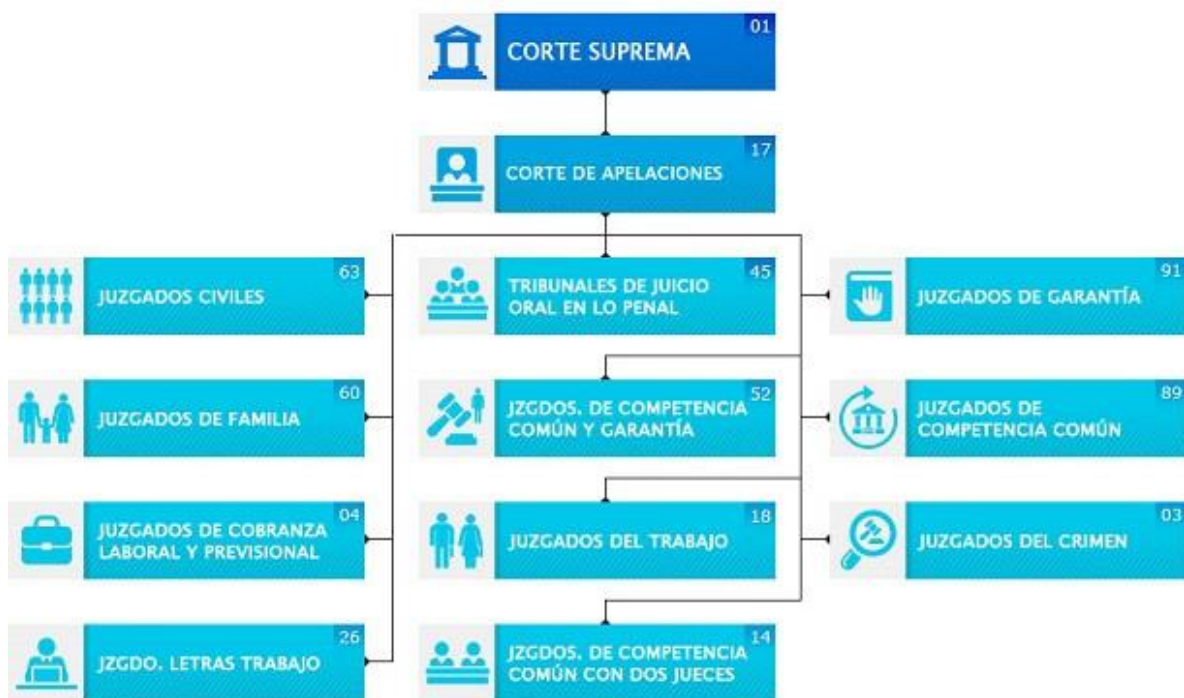 01
CORTE SUPREMA
17
CORTE DE APELACIONES
63
JUZGADOS CIVILES
45
TRIBUNALES DE JUICIO
ORAL EN LO PENAL
91
JUZGADOS DE GARANTÍA
60
JUZGADOS DE FAMILIA
52
JZGDOS. DE COMPETENCIA
COMÚN Y GARANTÍA
89
JUZGADOS DE
COMPETENCIA COMÚN
04
JUZGADOS DE COBRANZA
LABORAL Y PREVISIONAL
18
JUZGADOS DEL TRABAJO
03
JUZGADOS DEL CRIMEN
26
JZGDO. LETRAS TRABAJO
14
JZGDOS. DE COMPETENCIA
COMÚN CON DOS JUECES